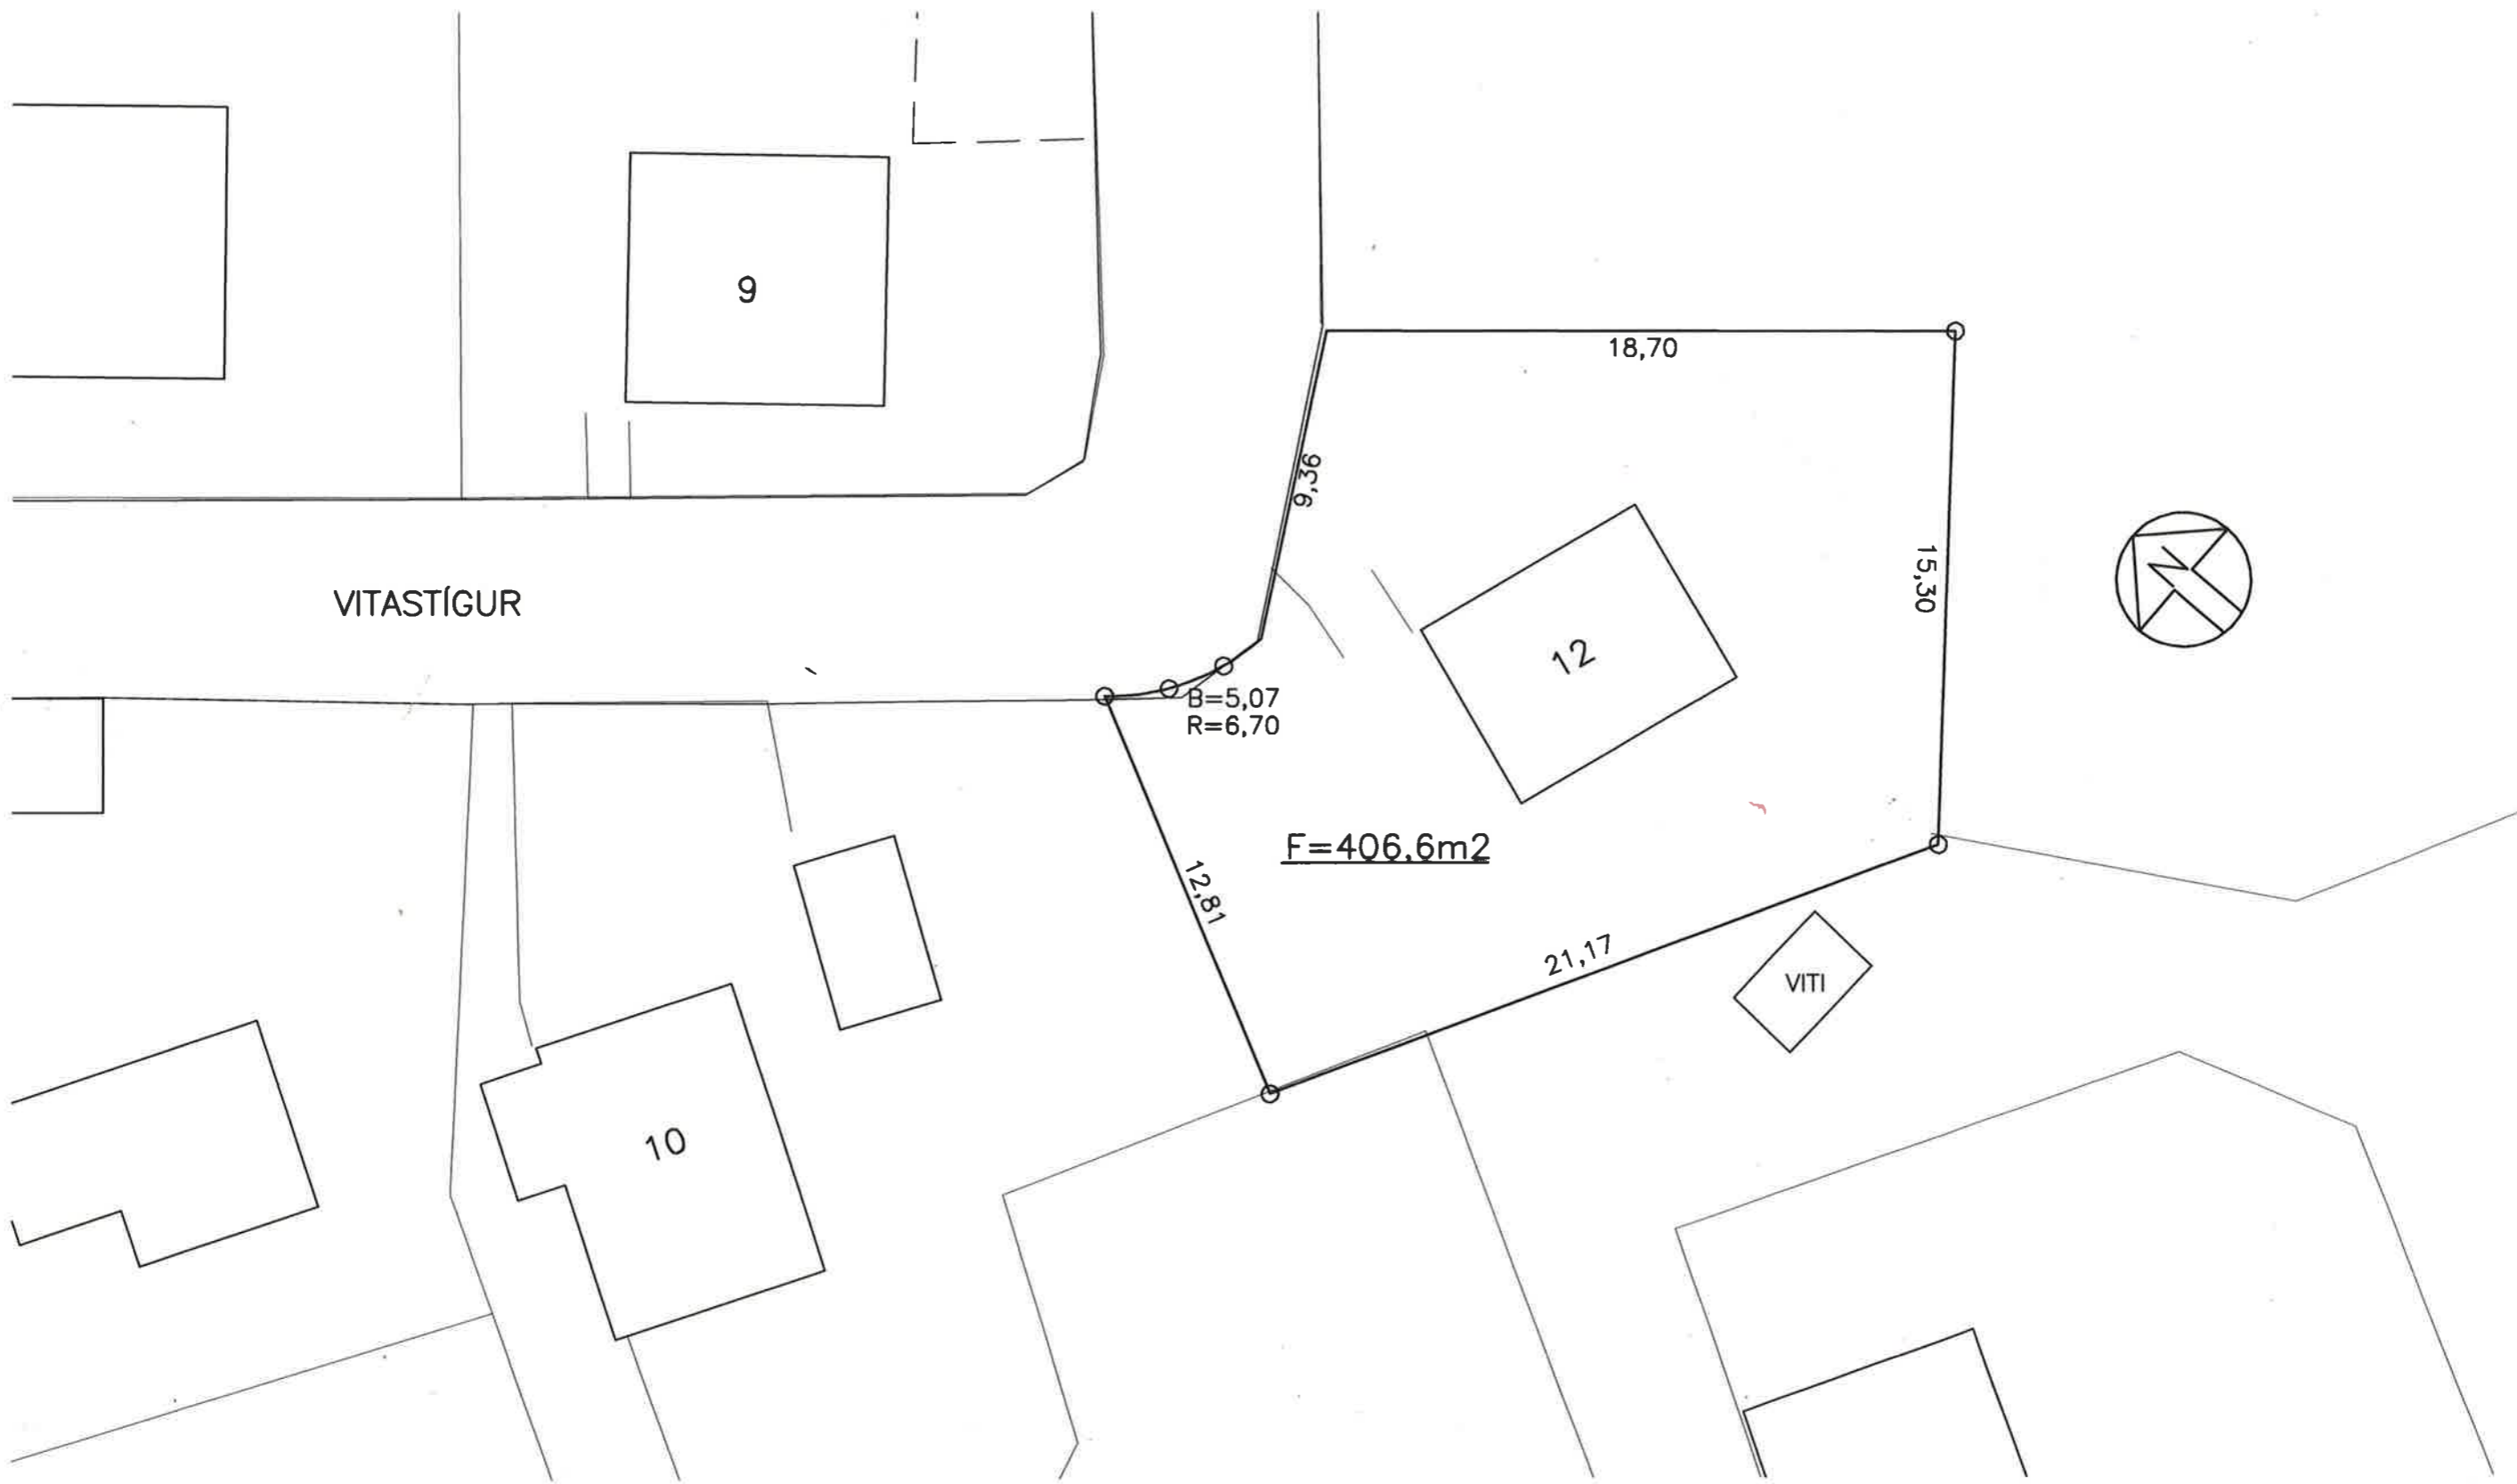 9
18,70
9,36
15,30
VITASTÍGUR
12
N
B=5,07
R=6,70
F=406,6m2
12,81
21,17
VITI
10